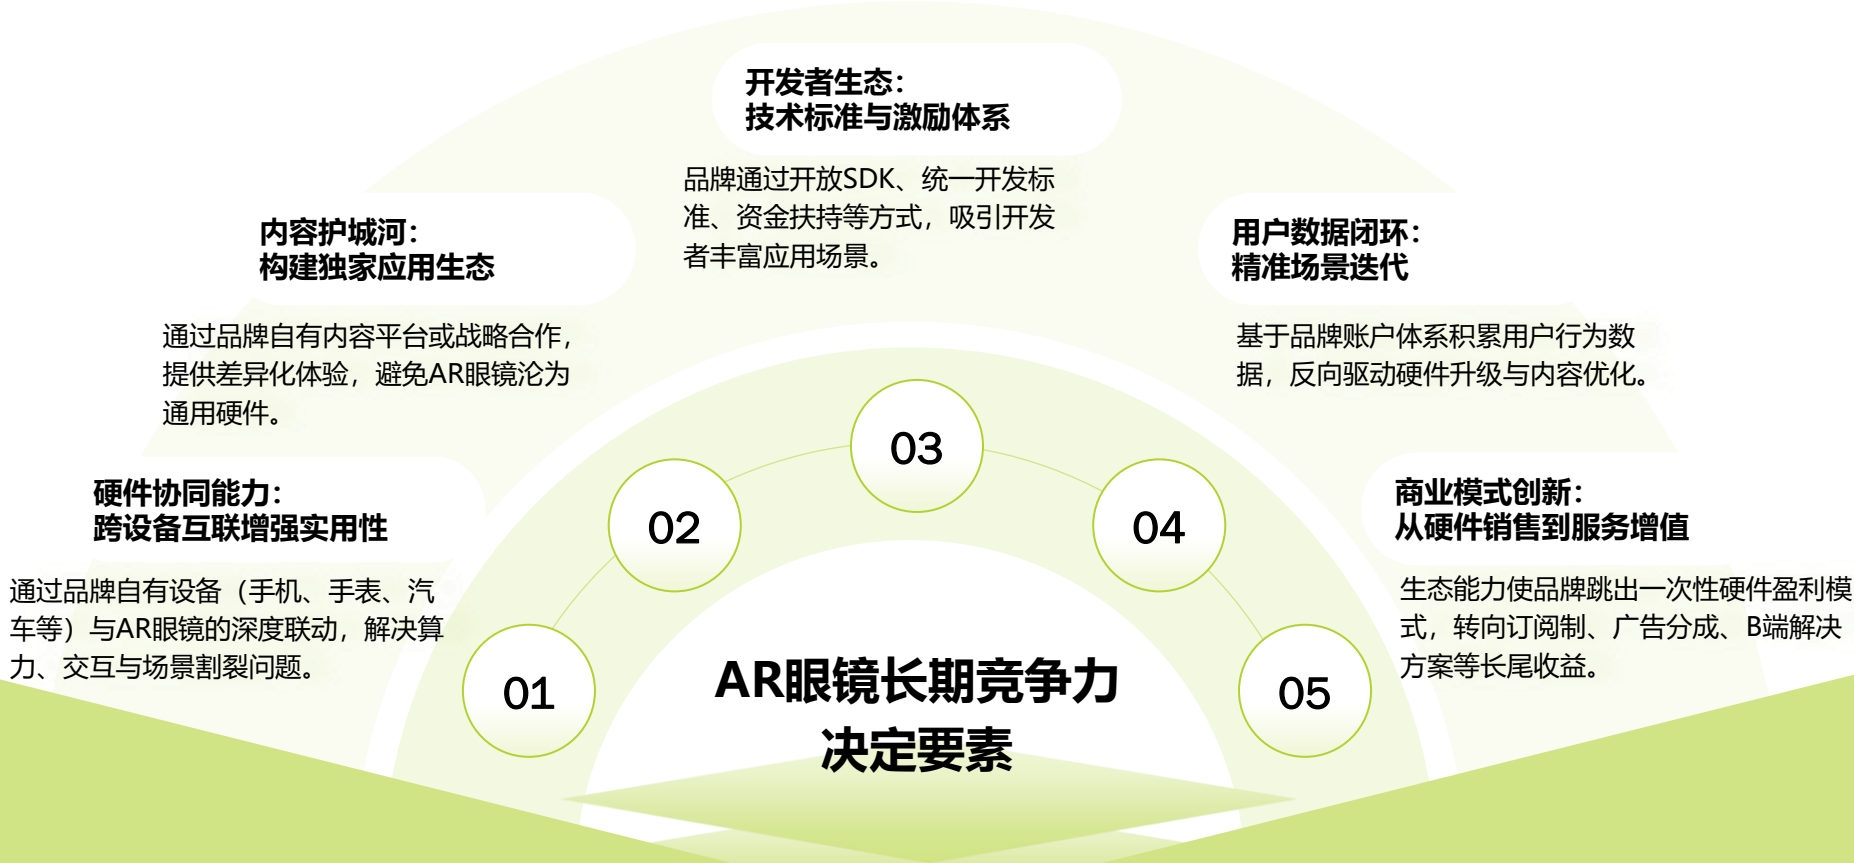 开发者生态：
技术标准与激励体系
品牌通过开放SDK、统一开发标
准、资金扶持等方式，吸引开发
者丰富应用场景。
内容护城河：
构建独家应用生态
通过品牌自有内容平台或战略合作，
提供差异化体验，避免AR眼镜沦为
通用硬件。
用户数据闭环：
精准场景迭代
基于品牌账户体系积累用户行为数
据，反向驱动硬件升级与内容优化。
硬件协同能力：
跨设备互联增强实用性
通过品牌自有设备（手机、手表、汽
车等）与AR眼镜的深度联动，解决算
力、交互与场景割裂问题。
商业模式创新：
从硬件销售到服务增值
生态能力使品牌跳出一次性硬件盈利模
式，转向订阅制、广告分成、B端解决
方案等长尾收益。
01
02
03
04
05
AR眼镜长期竞争力
决定要素